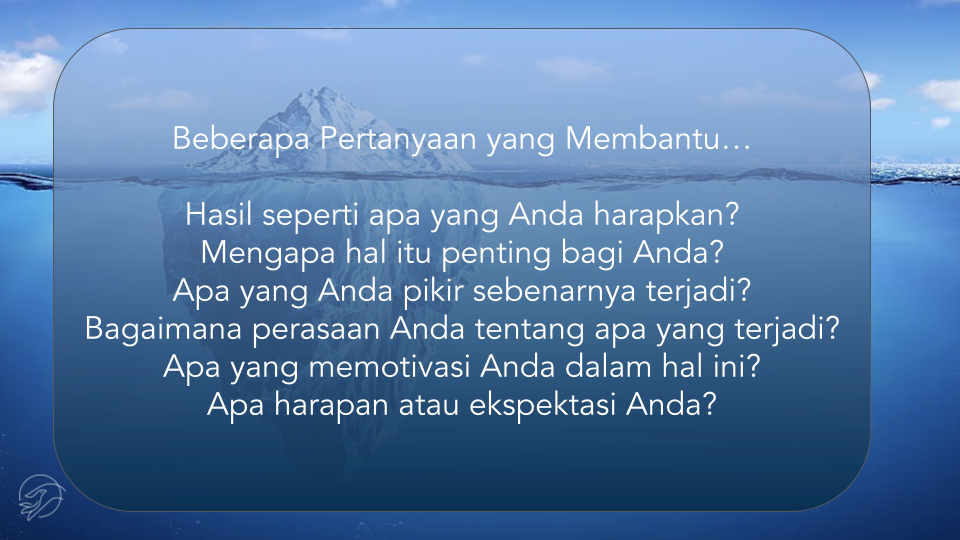 Beberapa Pertanyaan yang Membantu...
Hasil seperti apa yang Anda harapkan?
Mengapa hal itu penting bagi Anda?
Apa yang Anda pikir sebenarnya terjadi?
Bagaimana perasaan Anda tentang apa yang terjadi?
Apa yang memotivasi Anda dalam hal ini?
Apa harapan atau ekspektasi Anda?